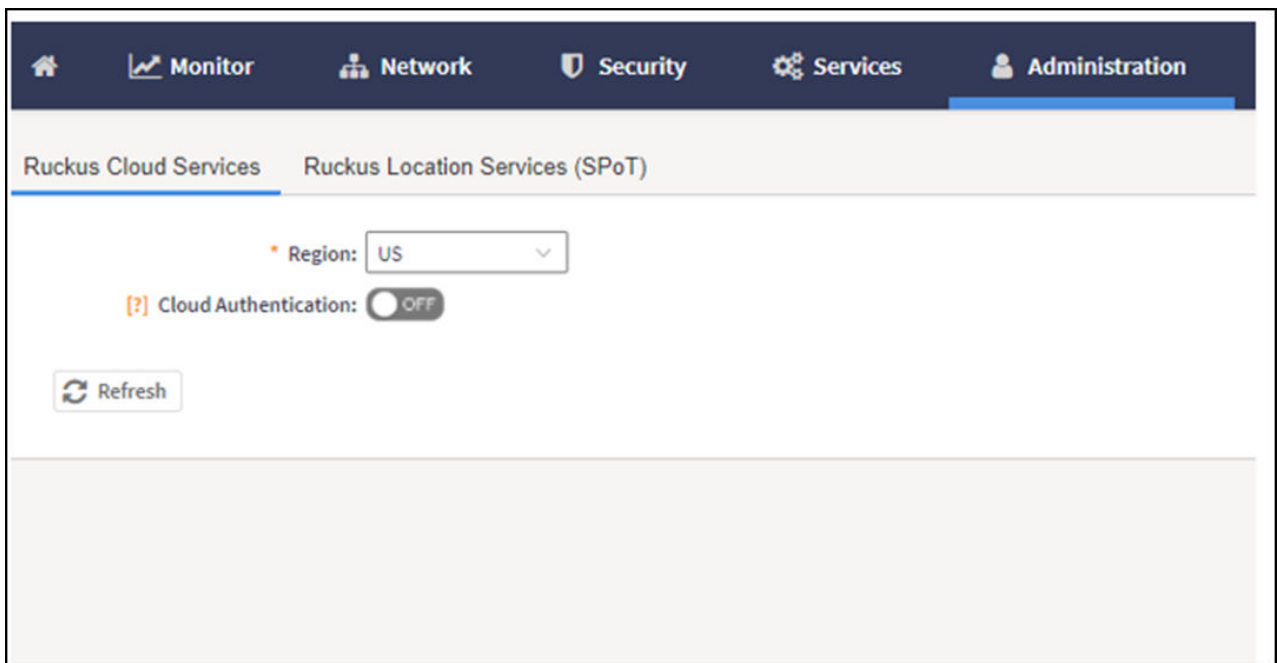 Monitor Network Security Services Administration
Ruckus Cloud Services Ruckus Location Services (SPoT)
* Region: US
[?] Cloud Authentication: OFF
Refresh